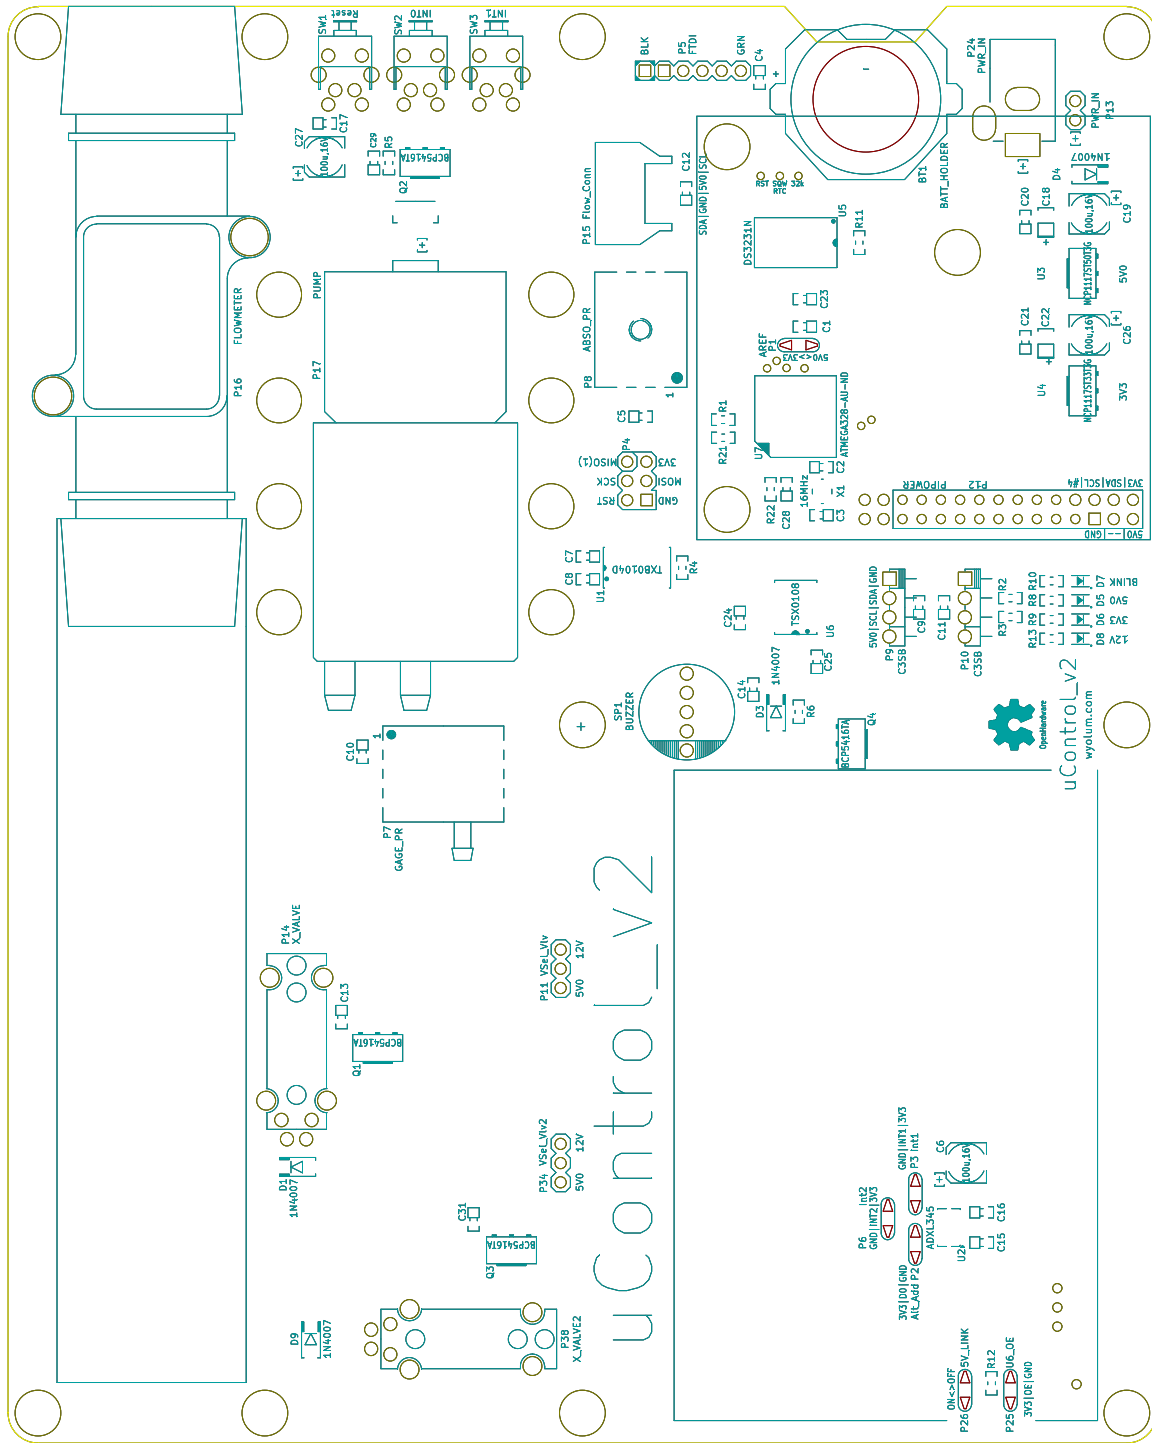 SW1
Reset
SW2
INT0
SW3
INT1
BLK
P5
FTDI
GRN
C4
+
-
P24
PWR_IN
PWR_IN
P13
[+]
[+]
C27
C17
100u,16V
[+]
C29
R5
BCP5416TA
Q2
P15 Flow_Conn
C12
SDA|GND|5V0|SCL
RST SQW 32k
RTC
BT1
BATT_HOLDER
1N4007
D4
C20
C18
100u,16V
[+]
C19
+
U5
DS3231N
R11
[+]
PUMP
P17
FLOWMETER
P16
U3
MCP1117ST50T3G
5V0
C23
C1
ABSO_PR
P8
1
AREF
P1
5V0<>3V3
C21
C22
100u,16V
[+]
C26
+
U4
MCP1117ST33T3G
3V3
C5
R1
R21
ATMEGA328-AU-ND
U7
P4
MISO(1)
SCK
RST
3V3
MOSI
GND
C2
16MHz
X1
R22
C28
C3
PIPOWER
P12
3V3|SDA|SCL|#4
5V0|--|GND
C7
C8
U1
TXB0104D
R4
C24
TSX0108
U6
5V0|SCL|SDA|GND
P9
C3SB
C9
C11
P10
C3SB
R2
R3
R10
R8
R9
R13
D7
D5
D6
D8
BLINK
5V0
3V3
12V
1N4007
C25
C14
D3
R6
SP1
BUZZER
+
BCP5416TA
Q4
OpenHardware
uControl_v2
wyolum.com
C10
1
P7
GAGE_PR
uControl_v2
P14
X_VALVE
C13
BCP5416TA
Q1
P11 VSel_Vlv
12V
5V0
P34 VSel_Vlv2
12V
5V0
D1
1N4007
C31
BCP5416TA
Q3
D9
1N4007
P38
X_VALVE2
GND|INT1|3V3
P3 Int1
C6
100u,16V
[+]
Int2
P6
GND|INT2|3V3
ADXL345
U2
C16
C15
3V3|D0|GND
Alt_Add P2
5V_LINK
ON<>OFF
P26
R12
U6_OE
3V3|OE|GND
P25